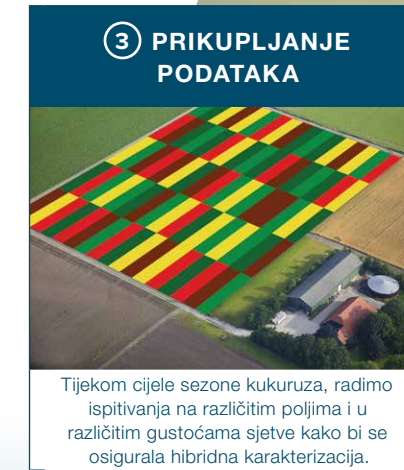 3 PRIKUPLJANJE
PODATAKA
Tijekom cijele sezone kukuruza, radimo
ispitivanja na različitim poljima i u
različitim gustoćama sjetve kako bi se
osigurala hibridna karakterizacija.